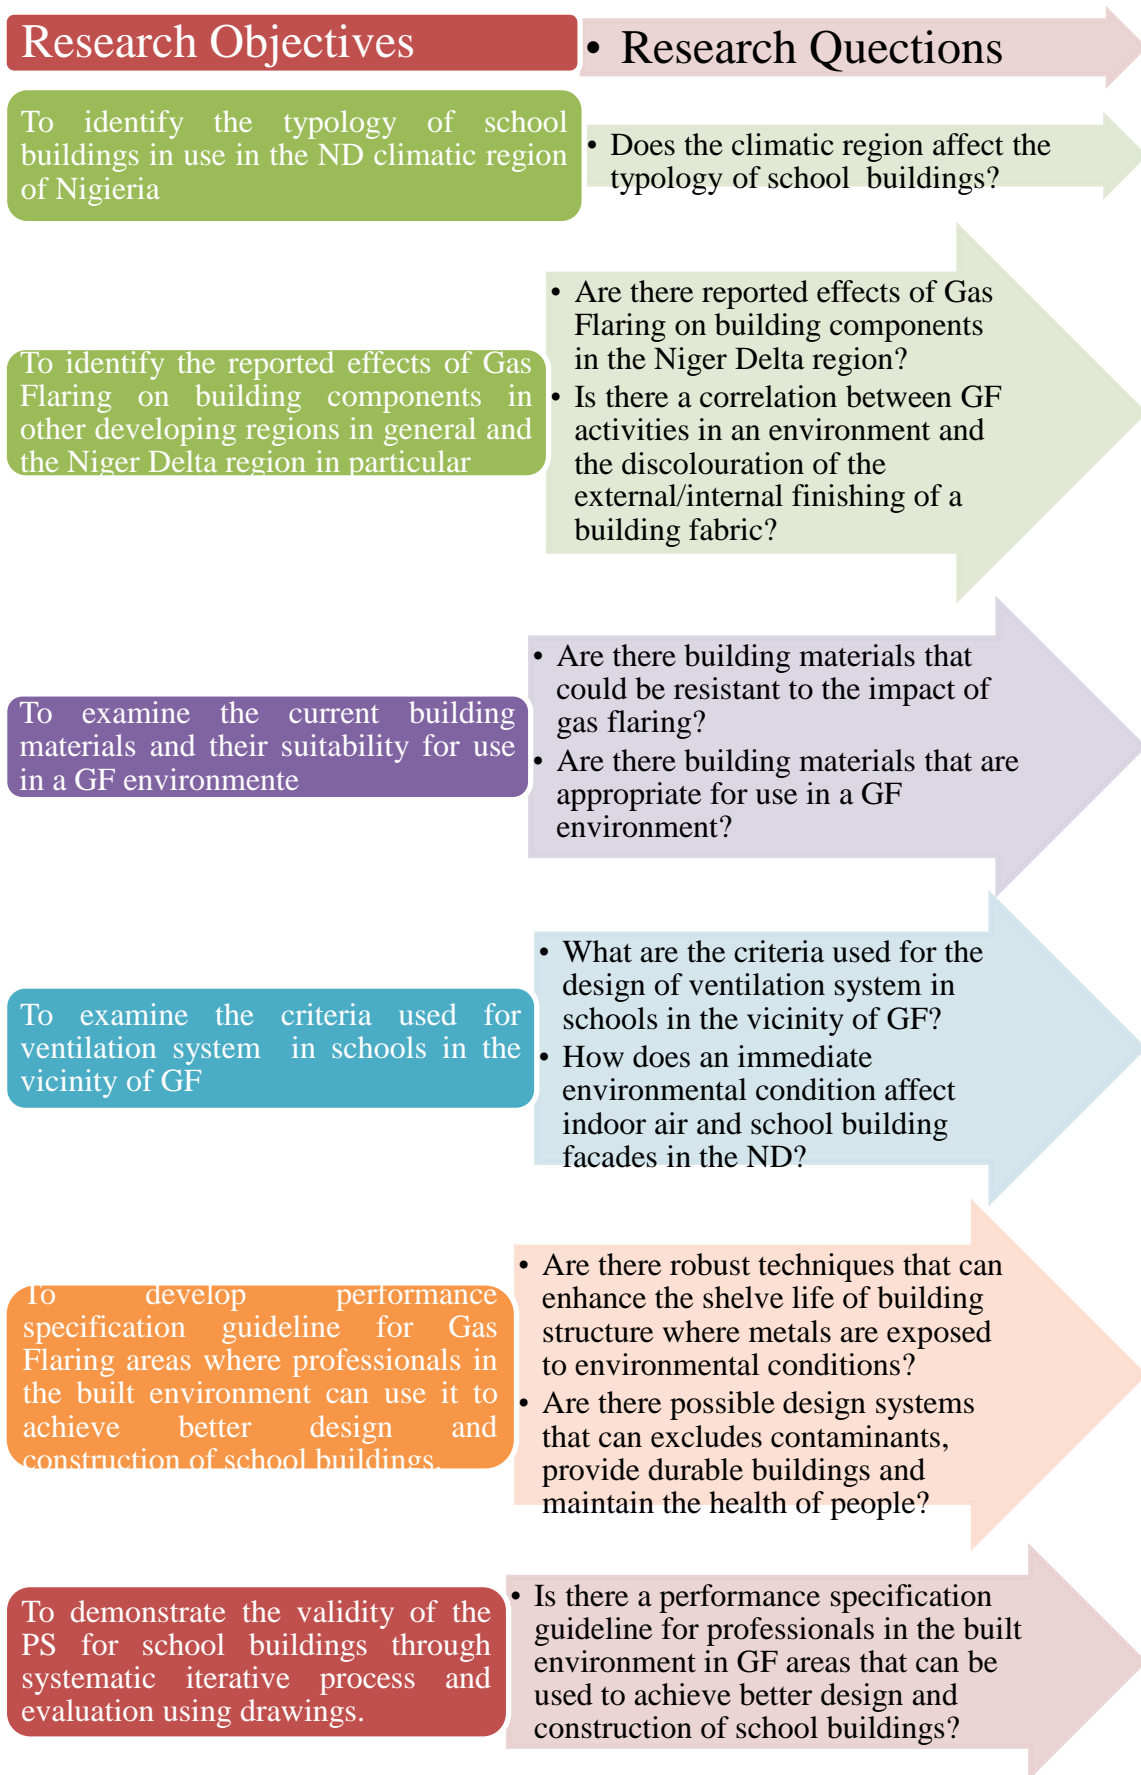 Research Objectives
• Research Quections
To identify the typology of school
buildings in use in the ND climatic region
of Nigieria
• Does the climatic region affect the
typology of school buildings?
To identify the reported effects of Gas
Flaring on building components in
other developing regions in general and
the Niger Delta region in particular
• Are there reported effects of Gas
Flaring on building components
in the Niger Delta region?
• Is there a correlation between GF
activities in an environment and
the discolouration of the
external/internal finishing of a
building fabric?
To examine the current building
materials and their suitability for use
in a GF environmente
• Are there building materials that
could be resistant to the impact of
gas flaring?
• Are there building materials that are
appropriate for use in a GF
environment?
To examine the criteria used for
ventilation system in schools in the
vicinity of GF
• What are the criteria used for the
design of ventilation system in
schools in the vicinity of GF?
• How does an immediate
environmental condition affect
indoor air and school building
facades in the ND?
To develop performance
specification guideline for Gas
Flaring areas where professionals in
the built environment can use it to
achieve better design and
construction of school buildings.
• Are there robust techniques that can
enhance the shelve life of building
structure where metals are exposed
to environmental conditions?
• Are there possible design systems
that can excludes contaminants,
provide durable buildings and
maintain the health of people?
To demonstrate the validity of the
PS for school buildings through
systematic iterative process and
evaluation using drawings.
• Is there a performance specification
guideline for professionals in the built
environment in GF areas that can be
used to achieve better design and
construction of school buildings?